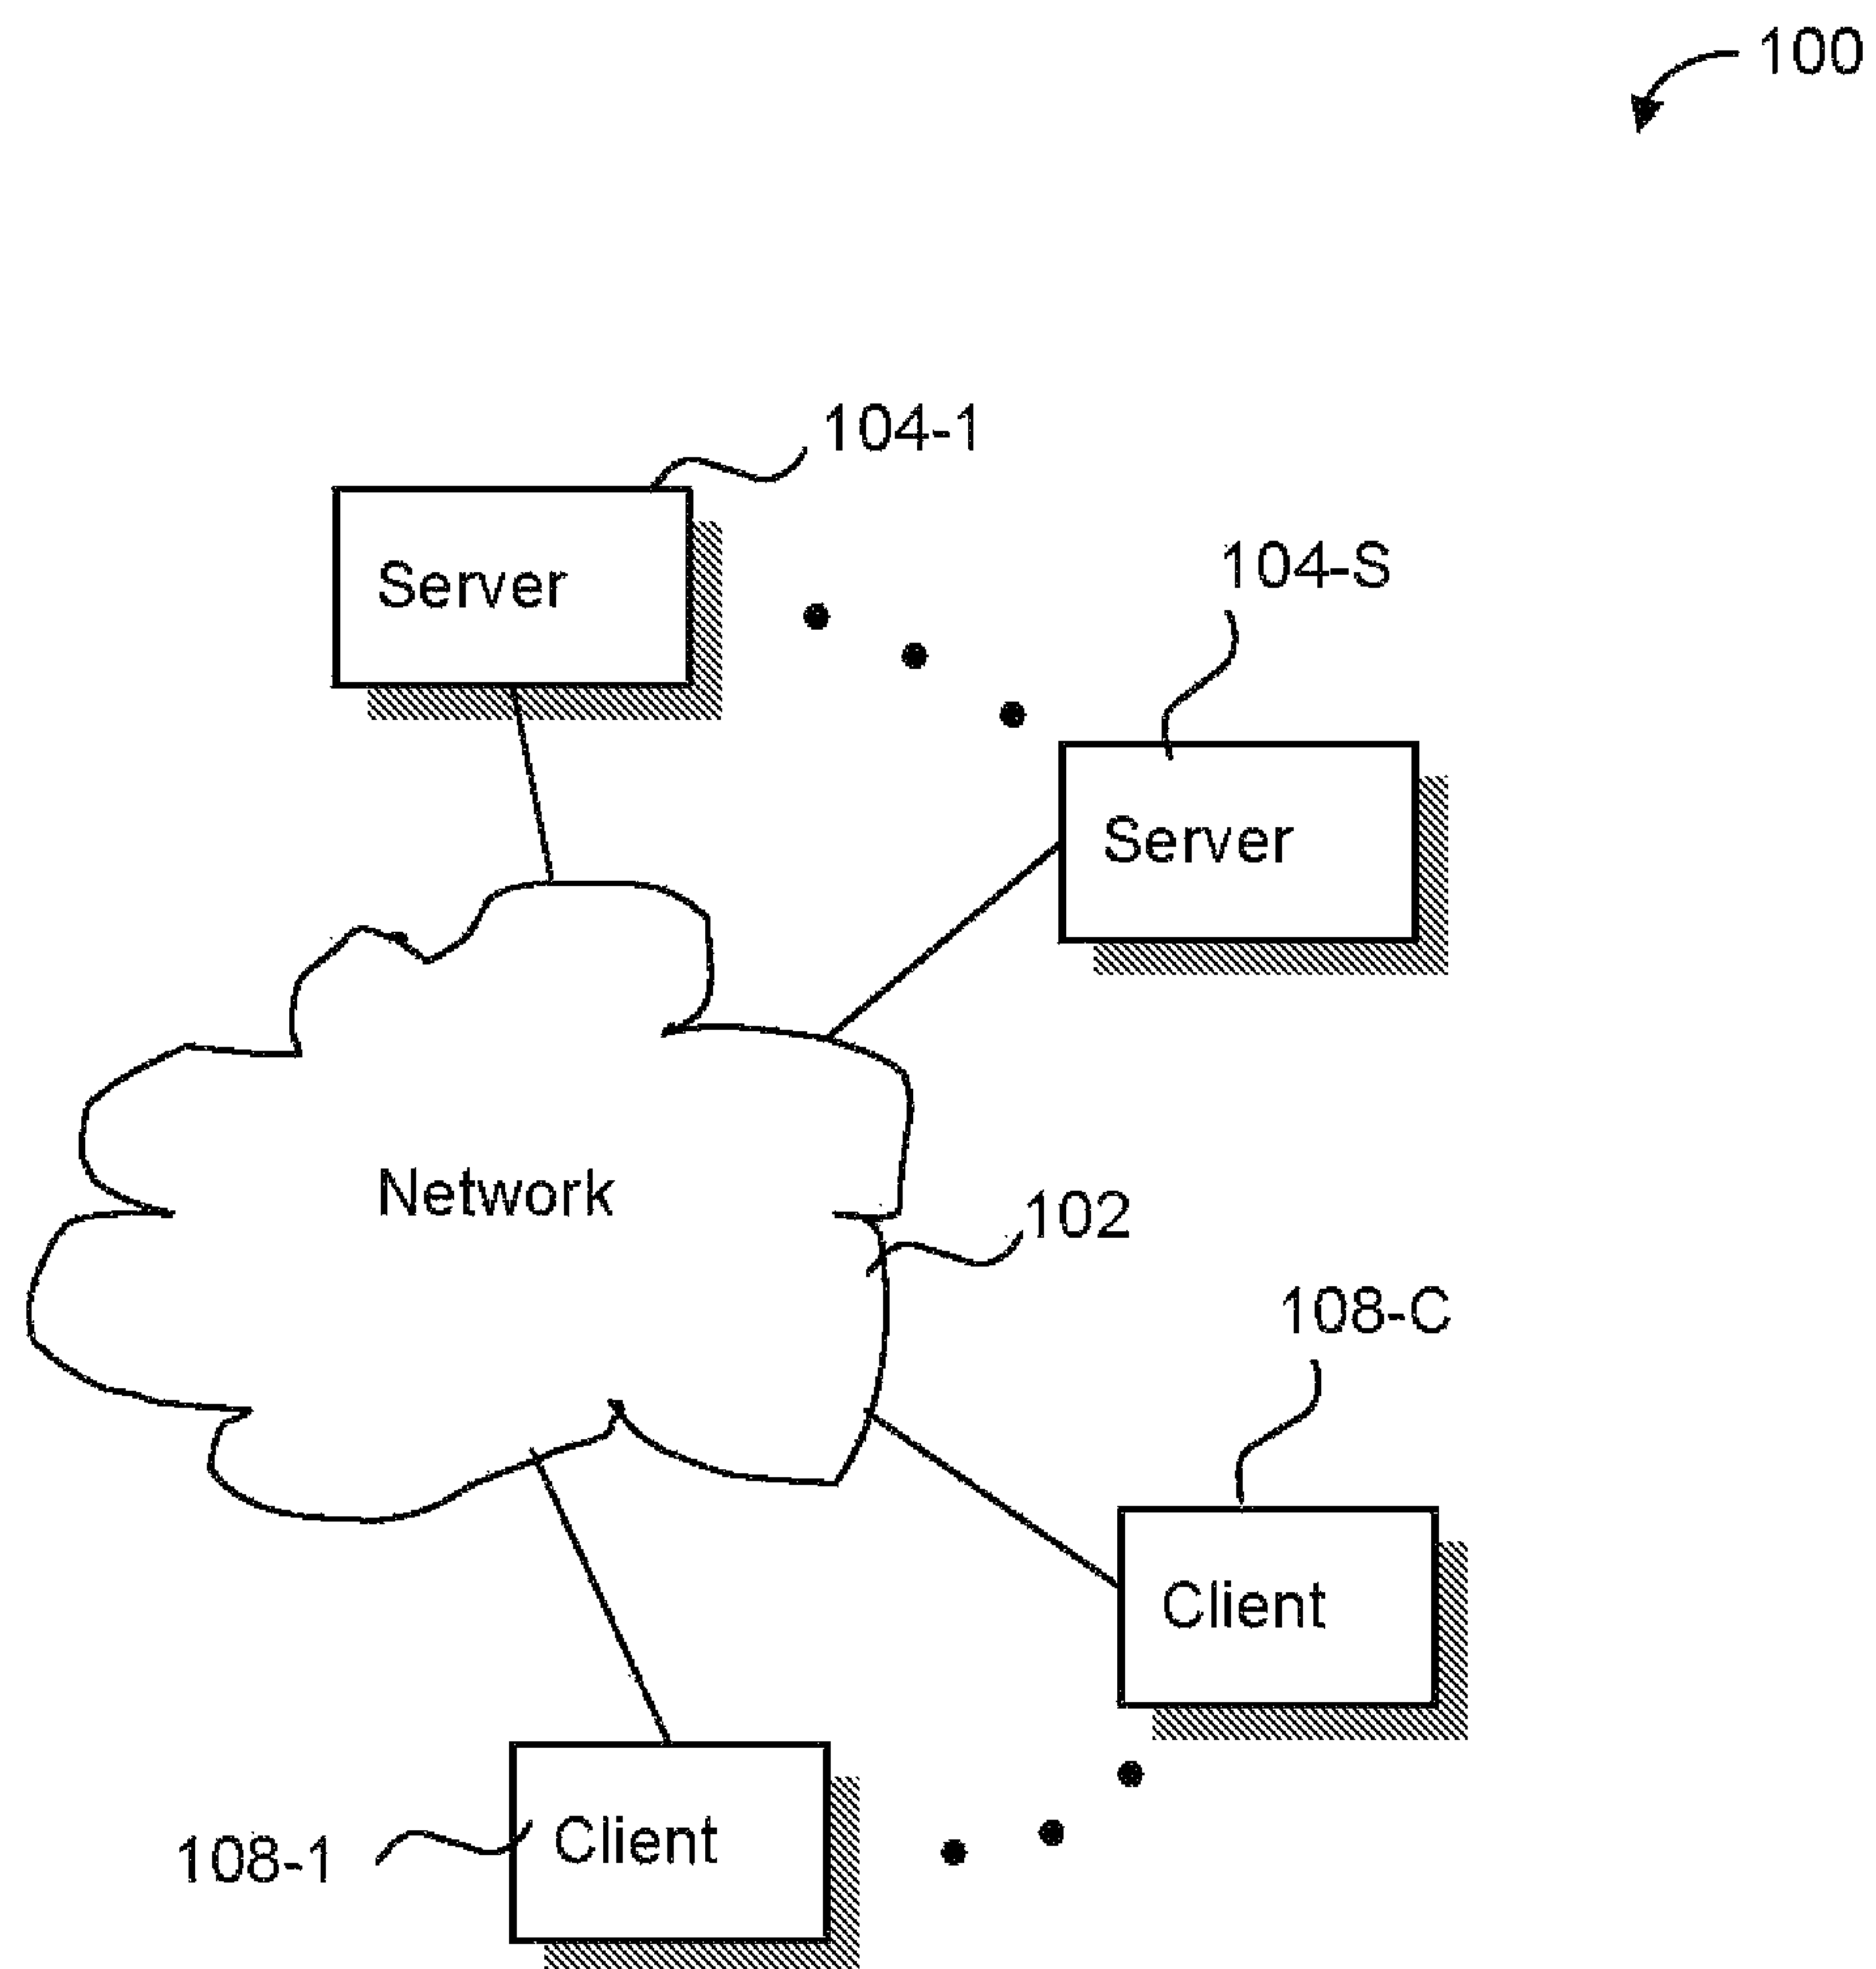 100
104-1
Server
104-S
Server
Network
102
108-C
Client
108-1
Client